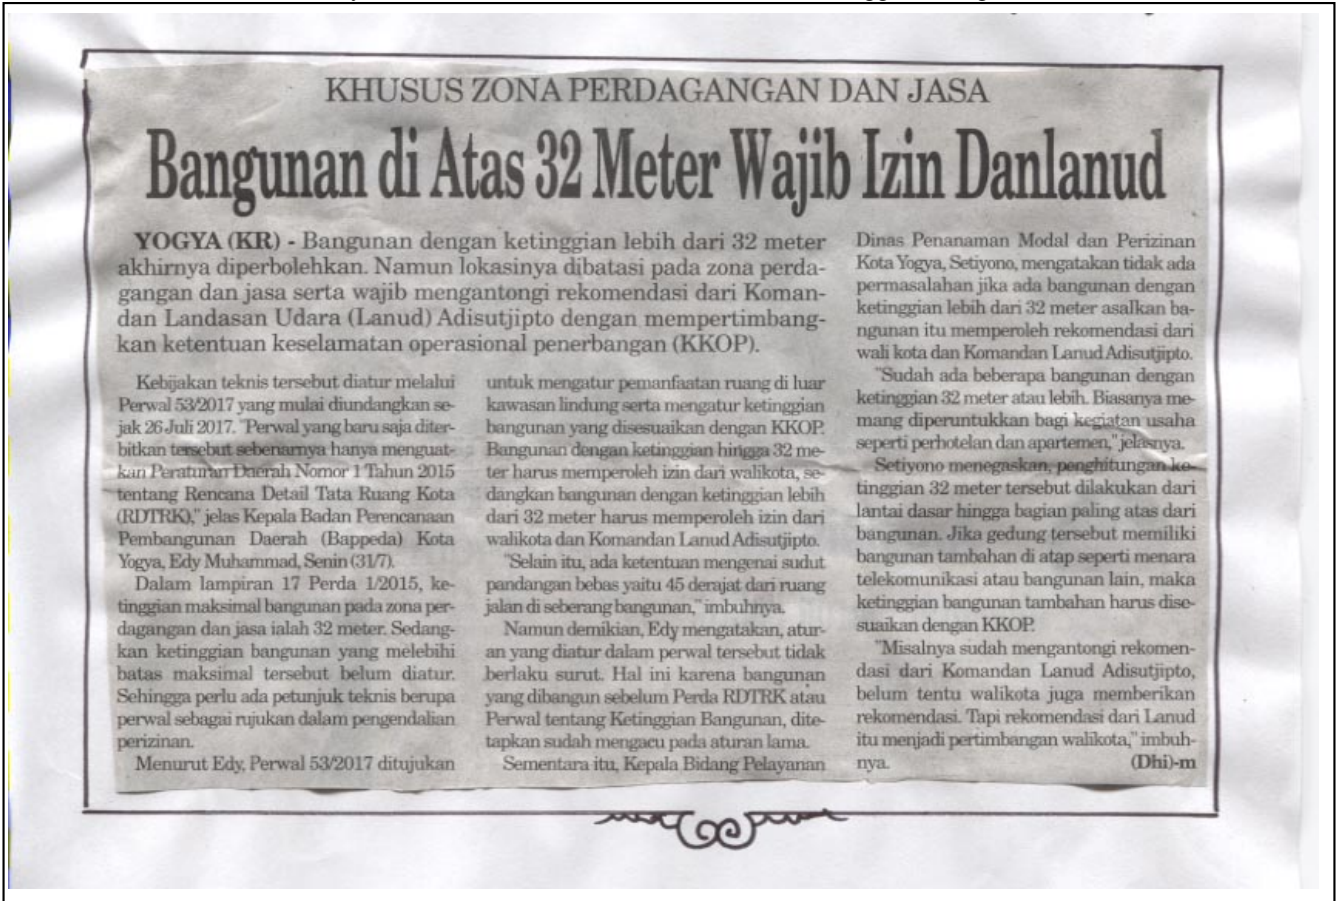 KHUSUS ZONA PERDAGANGAN DAN JASA
Bangunan di Atas 32 Meter Wajib Izin Danlanud
YOGYA (KR) - Bangunan dengan ketinggian lebih dari 32 meter
akhirnya diperbolehkan. Namun lokasinya dibatasi pada zona perda-
gangan dan jasa serta wajib mengantongi rekomendasi dari Koman-
dan Landasan Udara (Lanud) Adisutjipto dengan mempertimbang-
kan ketentuan keselamatan operasional penerbangan (KKOP).
Kebijakan teknis tersebut diatur melalui
Perwal 53/2017 yang mulai diundangkan se-
jak 26 Juli 2017. "Perwal yang baru saja diter-
bitkan tersebut sebenarnya hanya menguat-
kan Peraturan Daerah Nomor 1 Tahun 2015
tentang Rencana Detail Tata Ruang Kota
(RDTRK)," jelas Kepala Badan Perencanaan
Pembangunan Daerah (Bappeda) Kota
Yogya, Edy Muhammad, Senin (31/7).
Dalam lampiran 17 Perda 1/2015, ke-
tinggian maksimal bangunan pada zona per-
dagangan dan jasa ialah 32 meter. Sedang-
kan ketinggian bangunan yang melebihi
batas maksimal tersebut belum diatur.
Sehingga perlu ada petunjuk teknis berupa
perwal sebagai rujukan dalam pengendalian
perizinan.
Menurut Edy, Perwal 53/2017 ditujukan
untuk mengatur pemanfaatan ruang di luar
kawasan lindung serta mengatur ketinggian
bangunan yang disesuaikan dengan KKOP.
Bangunan dengan ketinggian hingga 32 me-
ter harus memperoleh izin dari walikota, se-
dangkan bangunan dengan ketinggian lebih
dari 32 meter harus memperoleh izin dari
walikota dan Komandan Lanud Adisutjipto.
"Selain itu, ada ketentuan mengenai sudut
pandangan bebas yaitu 45 derajat dari ruang
jalan di seberang bangunan," imbuhnya.
Namun demikian, Edy mengatakan, atur-
an yang diatur dalam perwal tersebut tidak
berlaku surut. Hal ini karena bangunan
yang dibangun sebelum Perda RDTRK atau
Perwal tentang Ketinggian Bangunan, dite-
tapkan sudah mengacu pada aturan lama.
Sementara itu, Kepala Bidang Pelayanan
Dinas Penanaman Modal dan Perizinan
Kota Yogya, Setiyono, mengatakan tidak ada
permasalahan jika ada bangunan dengan
ketinggian lebih dari 32 meter asalkan ba-
ngunan itu memperoleh rekomendasi dari
wali kota dan Komandan Lanud Adisutjipto.
"Sudah ada beberapa bangunan dengan
ketinggian 32 meter atau lebih. Biasanya me-
mang diperuntukkan bagi kegiatan usaha
seperti perhotelan dan apartemen," jelasnya.
Setiyono menegaskan, penghitungan ke-
tinggian 32 meter tersebut dilakukan dari
lantai dasar hingga bagian paling atas dari
bangunan. Jika gedung tersebut memiliki
bangunan tambahan di atap seperti menara
telekomunikasi atau bangunan lain, maka
ketinggian bangunan tambahan harus dise-
suaikan dengan KKOP.
"Misalnya sudah mengantongi rekomen-
dasi dari Komandan Lanud Adisutjipto,
belum tentu walikota juga memberikan
rekomendasi. Tapi rekomendasi dari Lanud
itu menjadi pertimbangan walikota," imbuh-
nya. (Dhi)-m